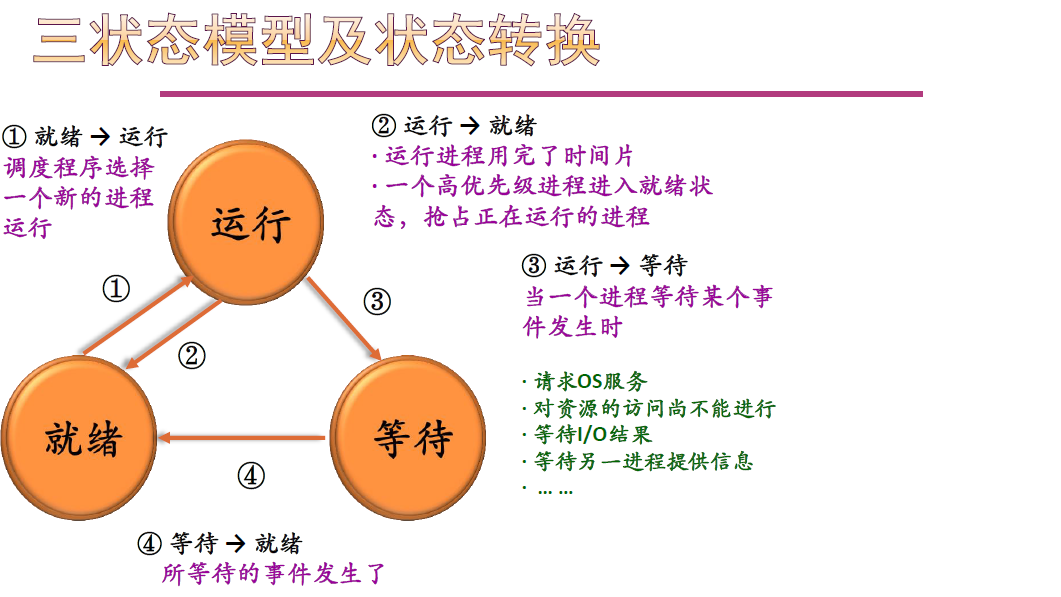 三状态模型及状态转换
① 就绪 → 运行
调度程序选择
一个新的进程
运行
② 运行 → 就绪
· 运行进程用完了时间片
· 一个高优先级进程进入就绪状
态，抢占正在运行的进程
运行
③ 运行 → 等待
当一个进程等待某个事
件发生时
①
③
②
· 请求OS服务
· 对资源的访问尚不能进行
· 等待I/O结果
· 等待另一进程提供信息
· … …
就绪
等待
④
④ 等待 → 就绪
所等待的事件发生了